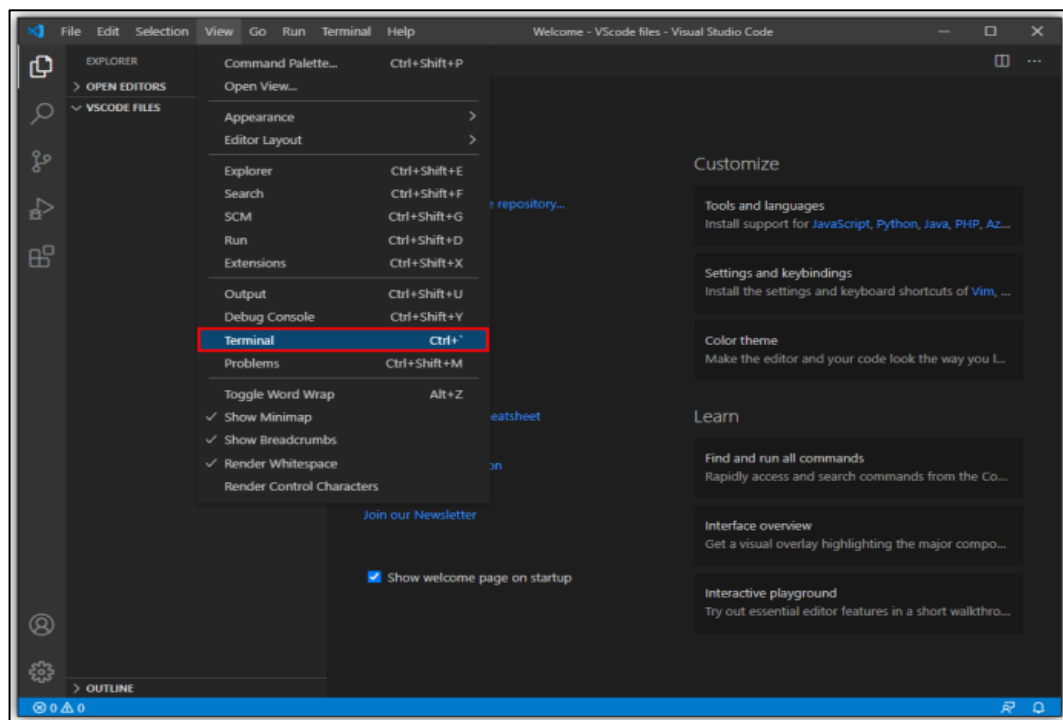 File Edit Selection View Go Run Terminal Help Welcome - VScode files - Visual Studio Code
EXPLORER
OPEN EDITORS
VSCODE FILES
Command Palette... Ctrl+Shift+P
Open View...
Appearance
Editor Layout
Explorer Ctrl+Shift+E
Search Ctrl+Shift+F
SCM Ctrl+Shift+G
Run Ctrl+Shift+D
Extensions Ctrl+Shift+X
Output Ctrl+Shift+U
Debug Console Ctrl+Shift+Y
Terminal Ctrl+`
Problems Ctrl+Shift+M
Toggle Word Wrap Alt+Z
Show Minimap
Show Breadcrumbs
Render Whitespace
Render Control Characters
repository...
eatsheet
on
Join our Newsletter
Show welcome page on startup
Customize
Tools and languages
Install support for JavaScript, Python, Java, PHP, Az...
Settings and keybindings
Install the settings and keyboard shortcuts of Vim, ...
Color theme
Make the editor and your code look the way you l...
Learn
Find and run all commands
Rapidly access and search commands from the Co...
Interface overview
Get a visual overlay highlighting the major compo...
Interactive playground
Try out essential editor features in a short walkthro...
OUTLINE
0 0